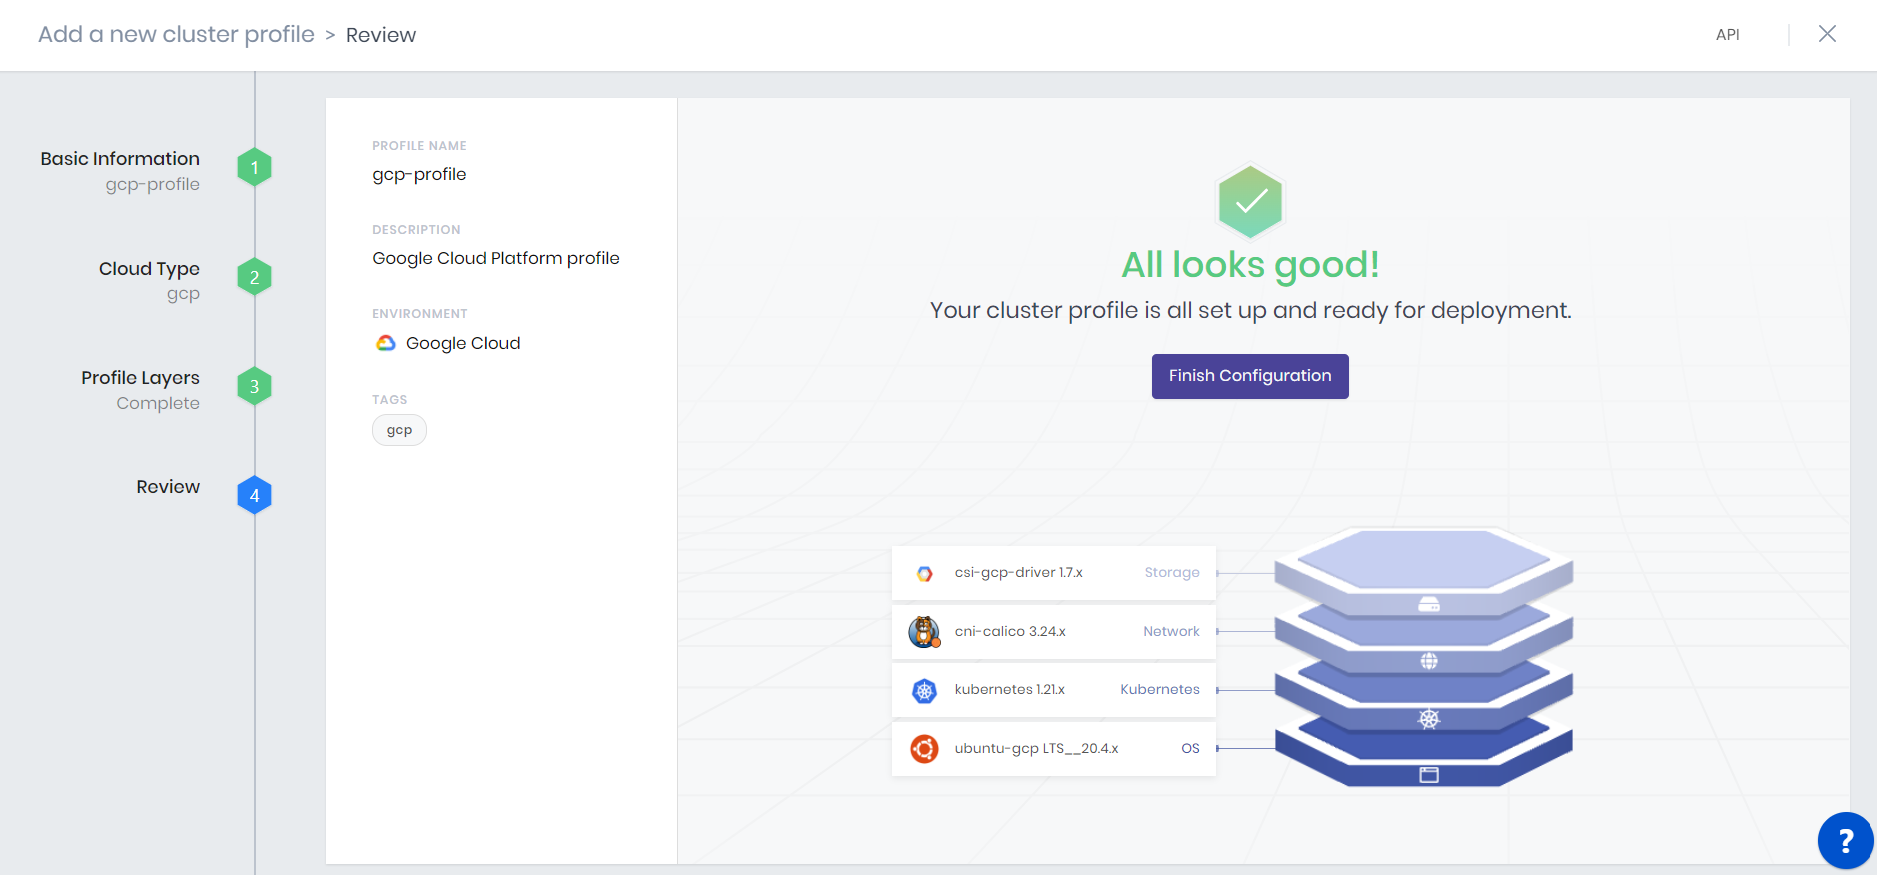 Add a new cluster profile > Review
API
Basic Information
gcp-profile
1
Cloud Type
gcp
2
Profile Layers
Complete
3
Review
4
PROFILE NAME
gcp-profile
DESCRIPTION
Google Cloud Platform profile
ENVIRONMENT
Google Cloud
TAGS
gcp
All looks good!
Your cluster profile is all set up and ready for deployment.
Finish Configuration
csi-gcp-driver 1.7.x Storage
cni-calico 3.24.x Network
kubernetes 1.21.x Kubernetes
ubuntu-gcp LTS__20.4.x OS
?